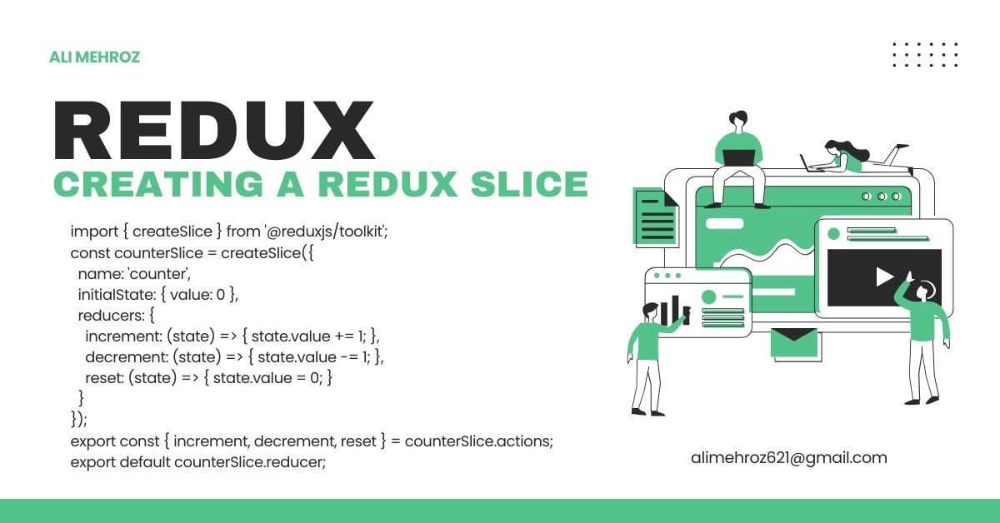 ALI MEHROZ
REDUX
CREATING A REDUX SLICE
import { createSlice } from '@reduxjs/toolkit';
const counterSlice = createSlice({
  name: 'counter',
  initialState: { value: 0 },
  reducers: {
    increment: (state) => { state.value += 1; },
    decrement: (state) => { state.value -= 1; },
    reset: (state) => { state.value = 0; }
  }
});
export const { increment, decrement, reset } = counterSlice.actions;
export default counterSlice.reducer;
alimehroz621@gmail.com